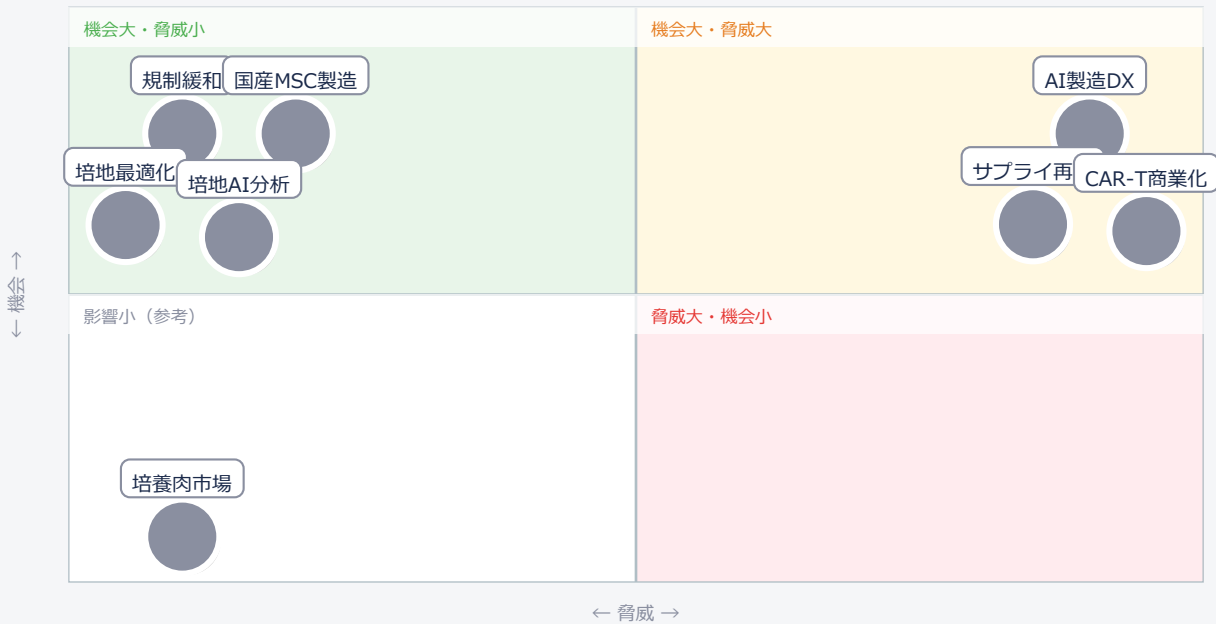 機会大・脅威小
機会大・脅威大
規制緩和
国産MSC製造
AI製造DX
培地最適化
培地AI分析
サプライ再
CAR-T商業化
← 機会 →
影響小（参考）
脅威大・機会小
培養肉市場
← 脅威 →